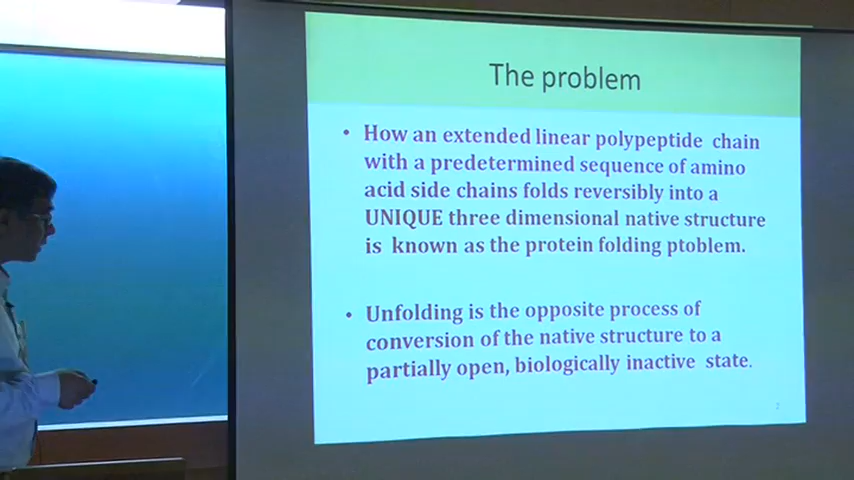 The problem
• How an extended linear polypeptide chain
with a predetermined sequence of amino
acid side chains folds reversibly into a
UNIQUE three dimensional native structure
is known as the protein folding ptoblem.
• Unfolding is the opposite process of
conversion of the native structure to a
partially open, biologically inactive state.
2